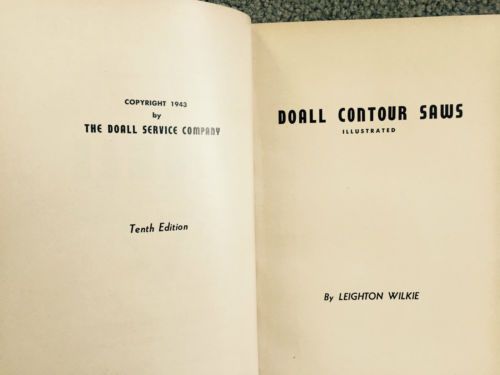 COPYRIGHT 1943
by
THE DOALL SERVICE COMPANY
Tenth Edition
DOALL CONTOUR SAWS
ILLUSTRATED
By LEIGHTON WILKIE